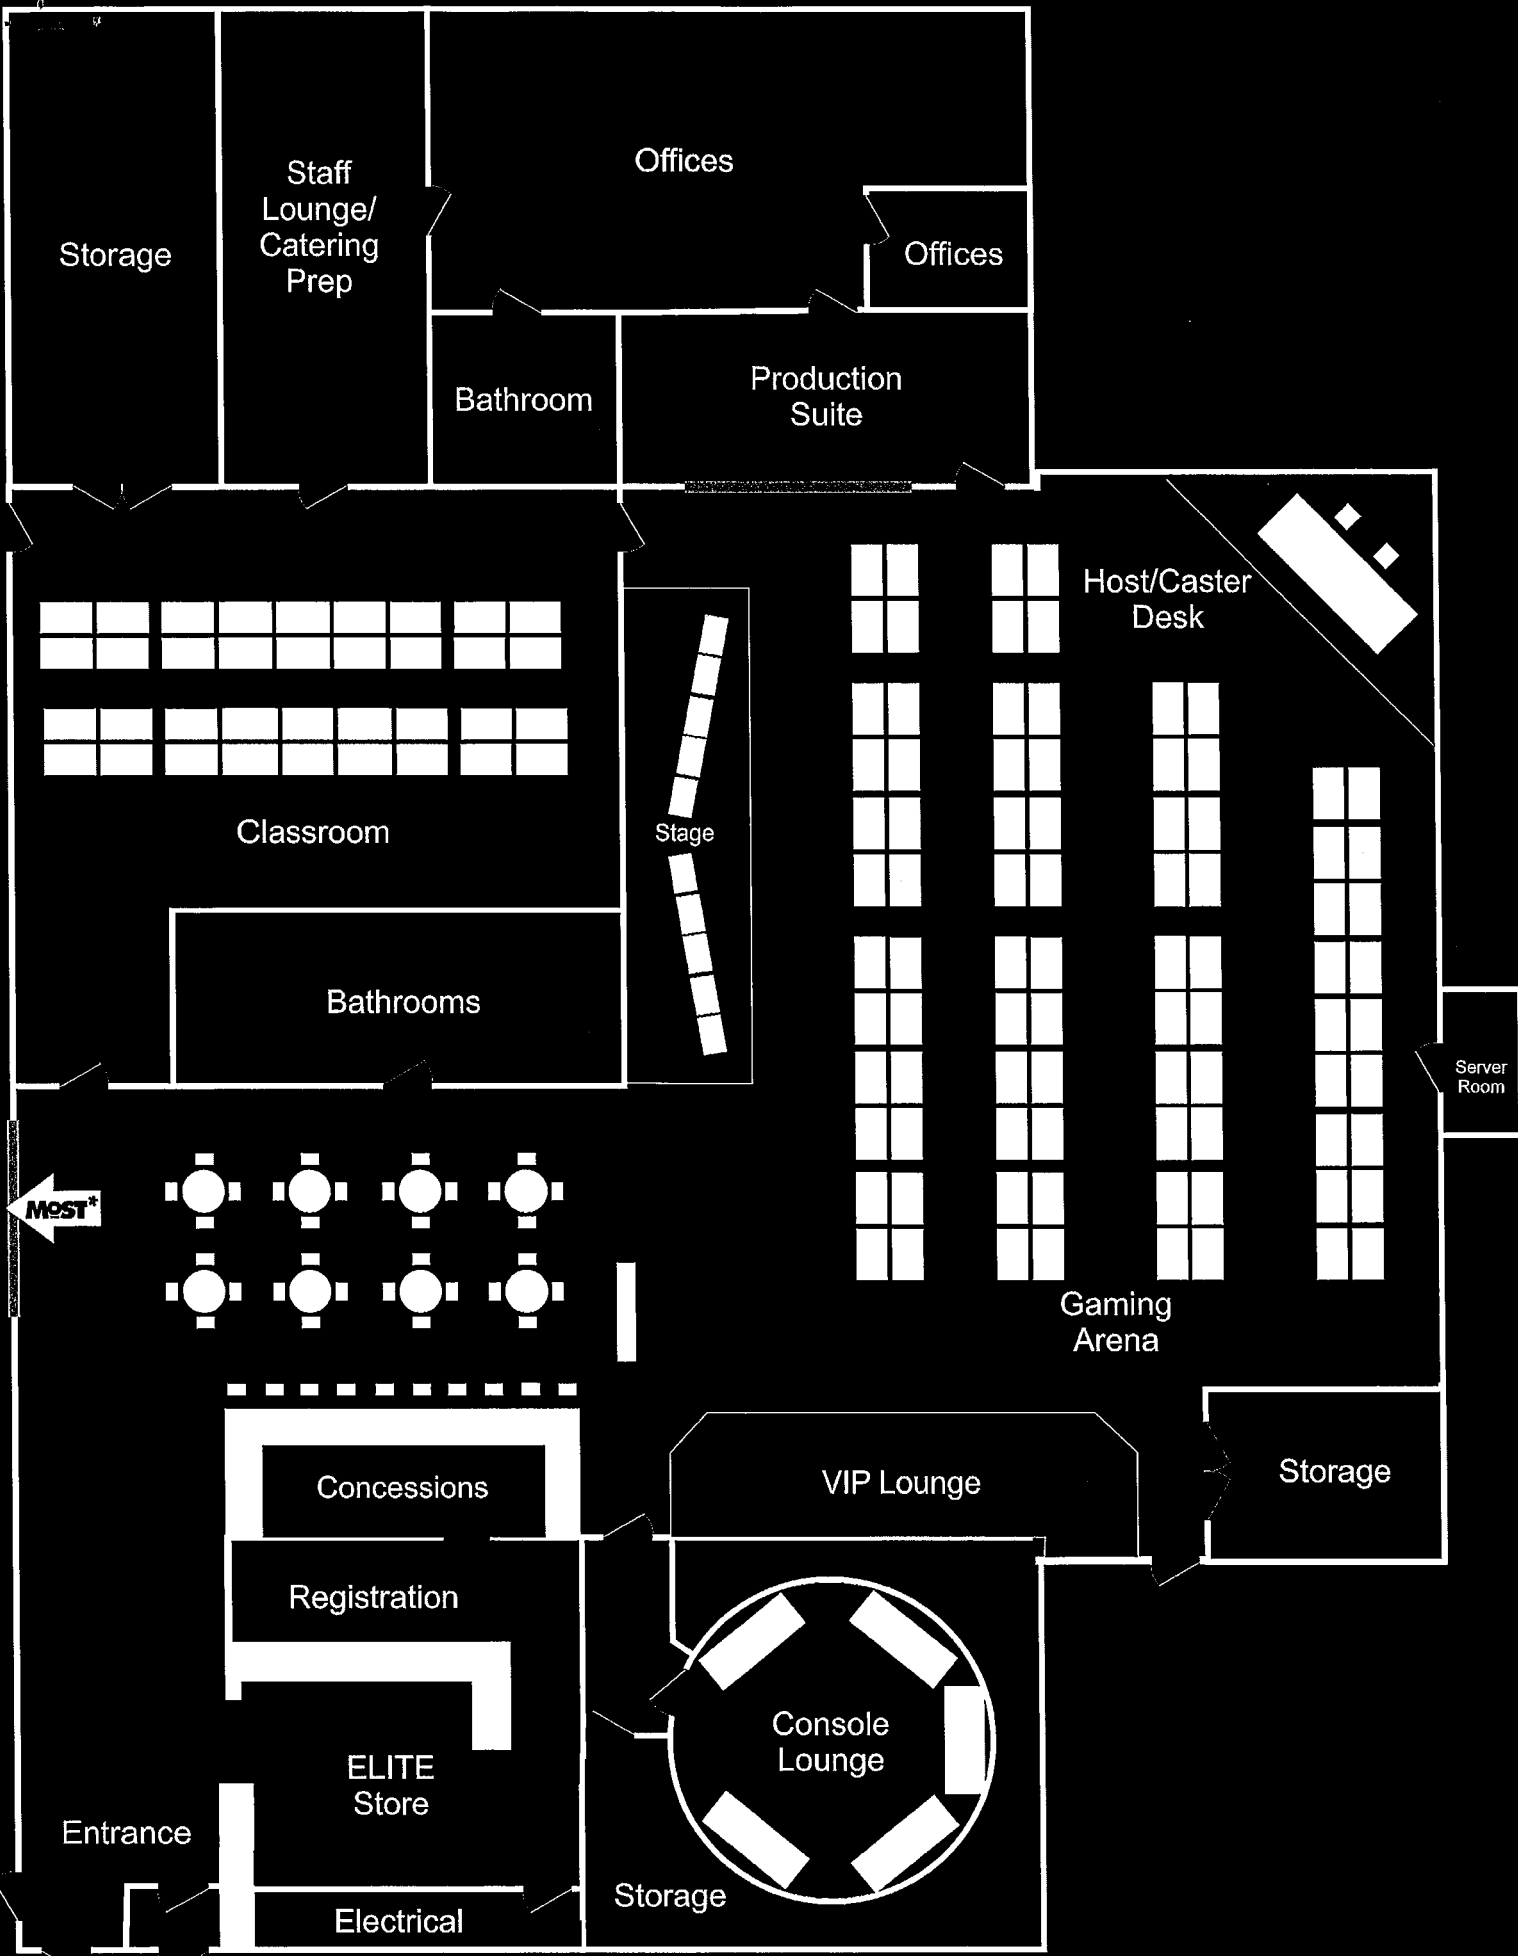 Storage
Staff
Lounge/
Catering
Prep
Offices
Offices
Bathroom
Production
Suite
Host/Caster
Desk
Classroom
Stage
Bathrooms
Server
Room
MOST*
Gaming
Arena
Concessions
VIP Lounge
Storage
Registration
Console
Lounge
ELITE
Store
Entrance
Storage
Electrical